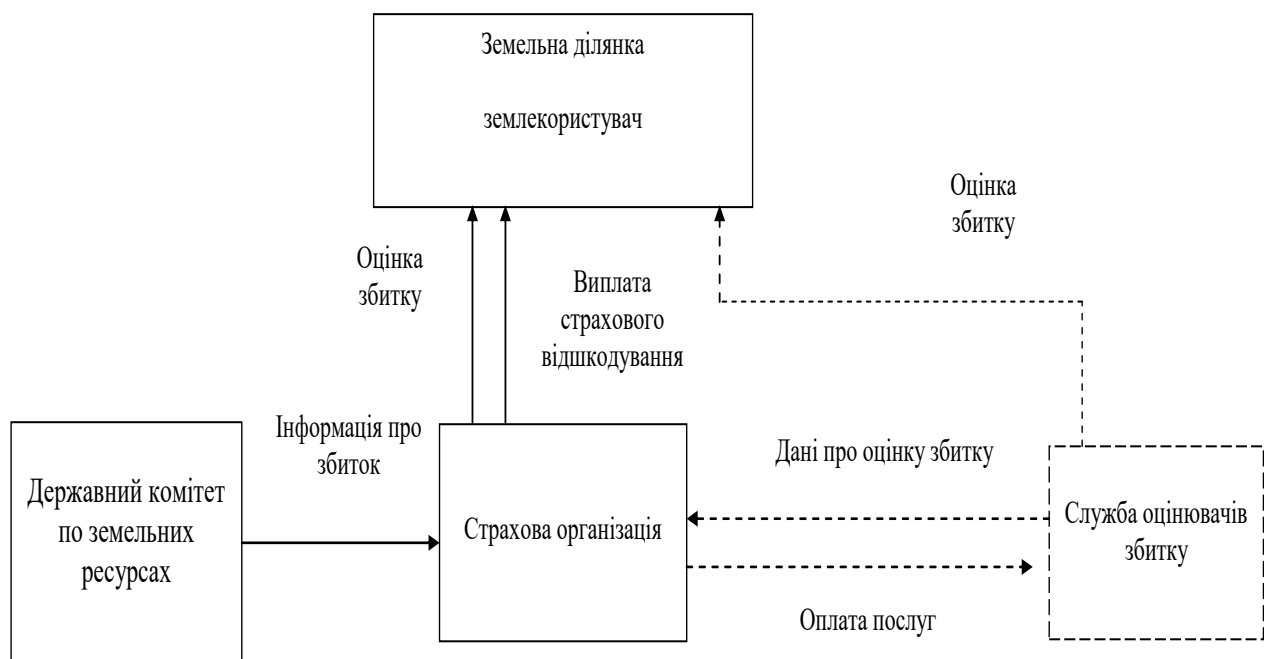 Земельна ділянка
землекористувач
Оцінка
збитку
Оцінка
збитку
Виплата
страхового
відшкодування
Інформація про
збиток
Дані про оцінку збитку
Державний комітет
по земельних
ресурсах
Страхова організація
Служба оцінювачів
збитку
Оплата послуг